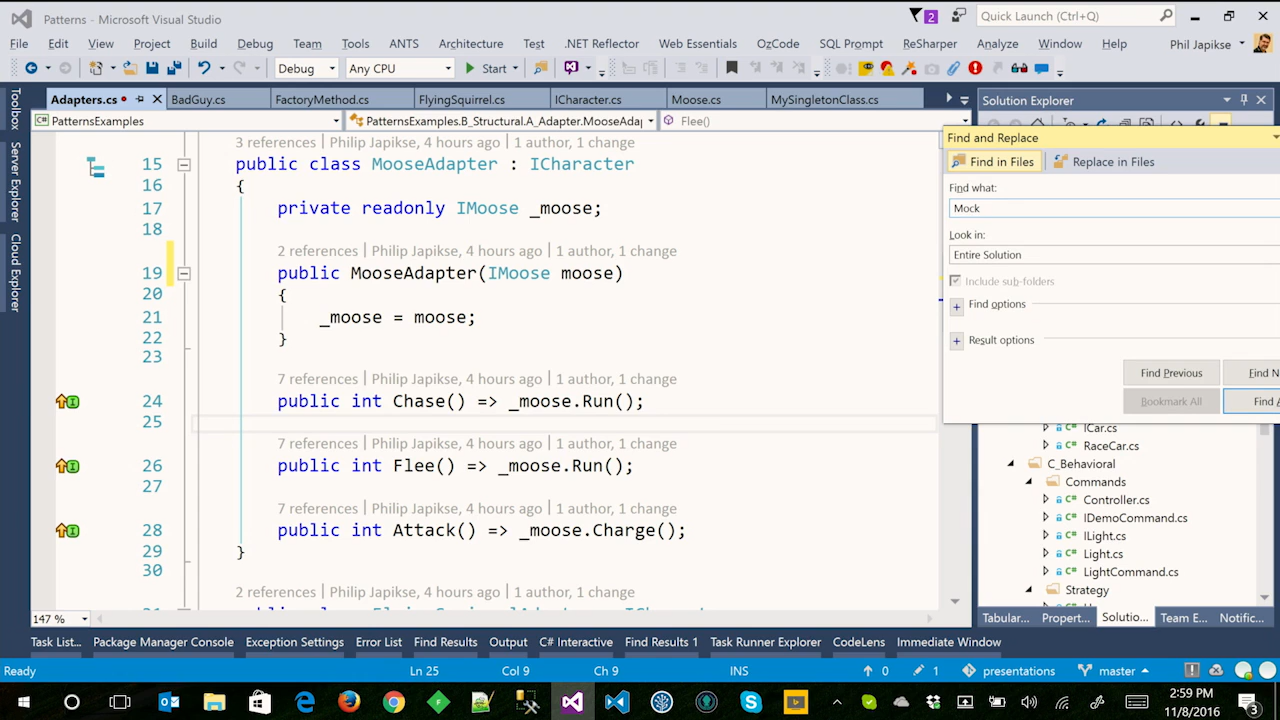 Patterns - Microsoft Visual Studio
2
Quick Launch (Ctrl+Q)
File Edit View Project Build Debug Team Tools ANTS Architecture Test .NET Reflector Web Essentials OzCode SQL Prompt ReSharper Analyze Window Help Phil Japikse
Debug Any CPU Start
Adapters.cs BadGuy.cs FactoryMethod.cs FlyingSquirrel.cs ICharacter.cs Moose.cs MySingletonClass.cs
PatternsExamples PatternsExamples.B_Structural.A_Adapter.MooseAda Flee()
Toolbox
Server Explorer
Cloud Explorer
3 references | Philip Japikse, 4 hours ago | 1 author, 1 change
15 public class MooseAdapter : ICharacter
16 {
17 private readonly IMoose _moose;
18
2 references | Philip Japikse, 4 hours ago | 1 author, 1 change
19 public MooseAdapter(IMoose moose)
20 {
21 _moose = moose;
22 }
23
7 references | Philip Japikse, 4 hours ago | 1 author, 1 change
24 public int Chase() => _moose.Run();
25
7 references | Philip Japikse, 4 hours ago | 1 author, 1 change
26 public int Flee() => _moose.Run();
27
7 references | Philip Japikse, 4 hours ago | 1 author, 1 change
28 public int Attack() => _moose.Charge();
29 }
30
2 references | Philip Japikse, 4 hours ago | 1 author, 1 change
147 %
Solution Explorer
Find and Replace
Find in Files Replace in Files
Find what:
Mock
Look in:
Entire Solution
Include sub-folders
Find options
Result options
Find Previous Find N
Bookmark All Find A
ICar.cs
RaceCar.cs
C_Behavioral
Commands
Controller.cs
IDemoCommand.cs
ILight.cs
Light.cs
LightCommand.cs
Strategy
Tabular... Propert... Solutio... Team E... Notific...
Task List... Package Manager Console Exception Settings Error List Find Results Output C# Interactive Find Results 1 Task Runner Explorer CodeLens Immediate Window
Ready Ln 25 Col 9 Ch 9 INS 0 1 presentations master
2:59 PM
11/8/2016
3